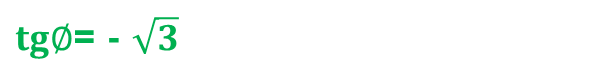 tg∅= - √3